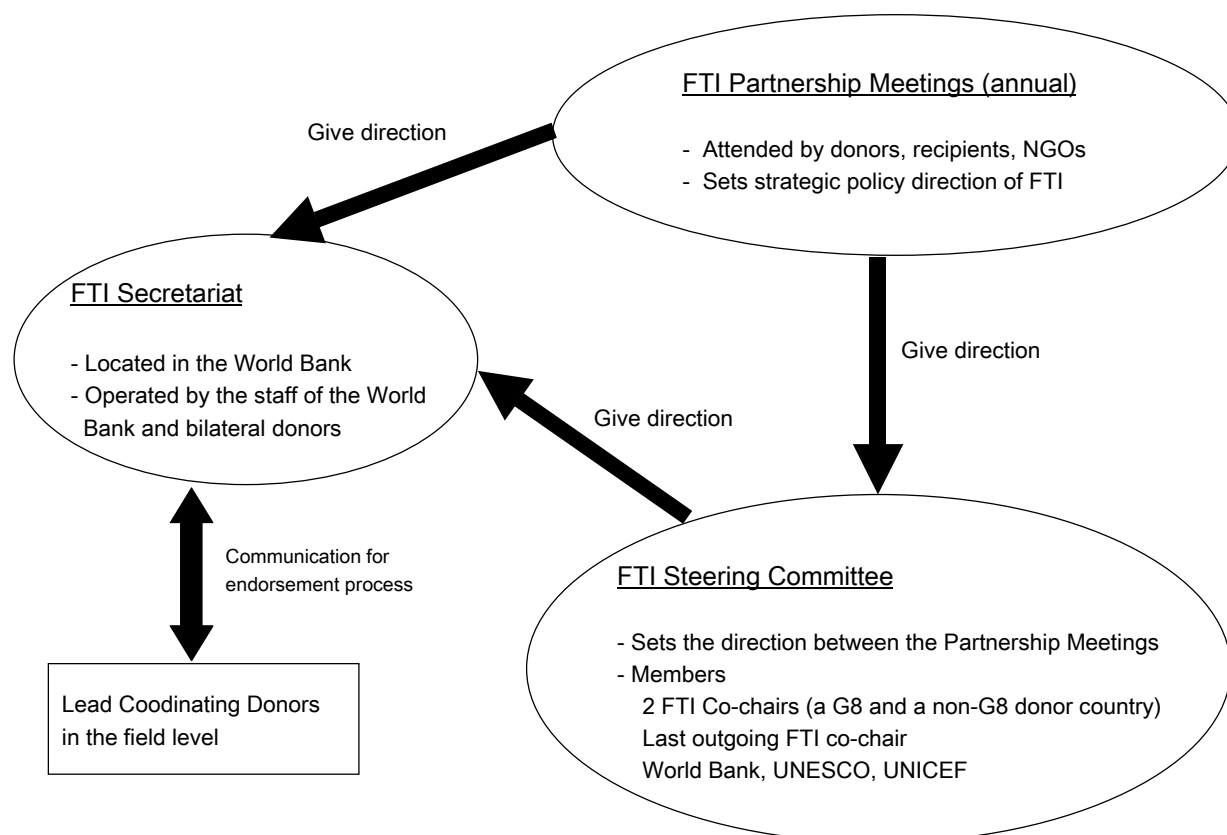 FTI Partnership Meetings (annual)
- Attended by donors, recipients, NGOs
- Sets strategic policy direction of FTI
Give direction
FTI Secretariat
- Located in the World Bank
- Operated by the staff of the World
Bank and bilateral donors
Give direction
Give direction
Communication for
endorsement process
FTI Steering Committee
- Sets the direction between the Partnership Meetings
- Members
2 FTI Co-chairs (a G8 and a non-G8 donor country)
Last outgoing FTI co-chair
World Bank, UNESCO, UNICEF
Lead Coodinating Donors
in the field level